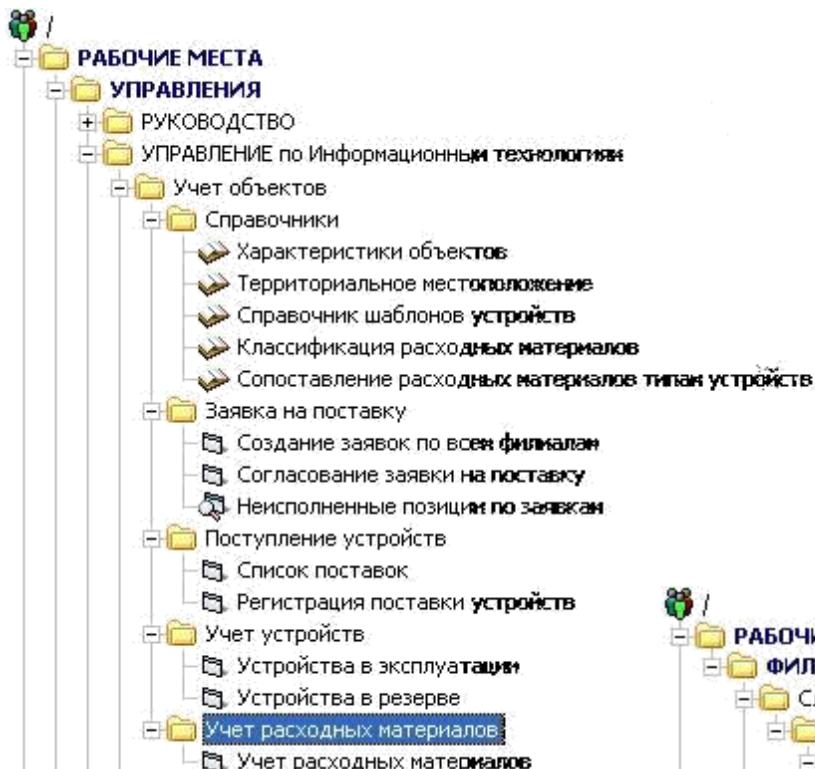 /
РАБОЧИЕ МЕСТА
УПРАВЛЕНИЯ
РУКОВОДСТВО
УПРАВЛЕНИЕ по Информационным технологиям
Учет объектов
Справочники
Характеристики объектов
Территориальное местоположение
Справочник шаблонов устройств
Классификация расходных материалов
Сопоставление расходных материалов типам устройств
Заявка на поставку
Создание заявок по всем филиалам
Согласование заявки на поставку
Неисполненные позиции по заявкам
Поступление устройств
Список поставок
Регистрация поставки устройств
Учет устройств
Устройства в эксплуатации
Устройства в резерве
Учет расходных материалов
Учет расходных материалов
/
РАБОЧИ
ФИЛ